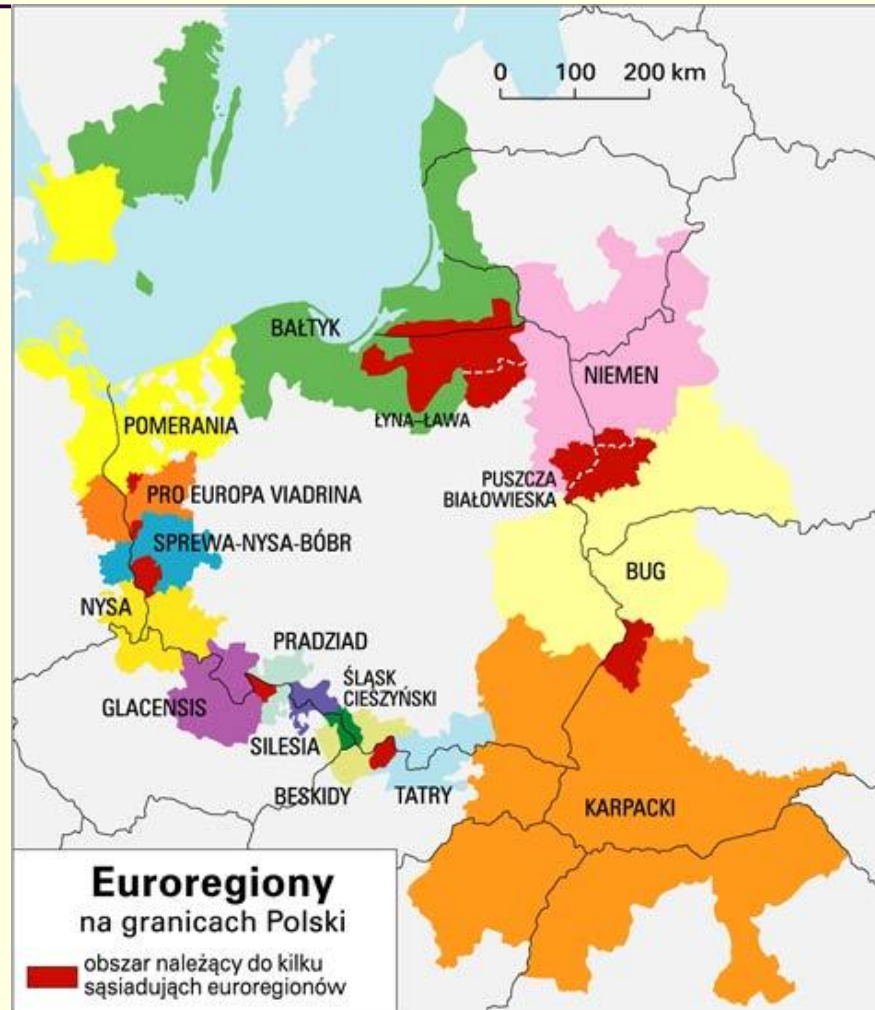 0 100 200 km
BAŁTYK
NIEMEN
ŁYNA–ŁAWA
POMERANIA
PUSZCZA
BIAŁOWIESKA
PRO EUROPA VIADRINA
SPREWA-NYSA-BÓBR
BUG
NYSA
PRADZIAD
ŚLĄSK
CIESZYŃSKI
GLACENSIS
SILESIA
BESKIDY
TATRY
KARPACKI
Euroregiony
na granicach Polski
obszar należący do kilku
sąsiadujących euroregionów